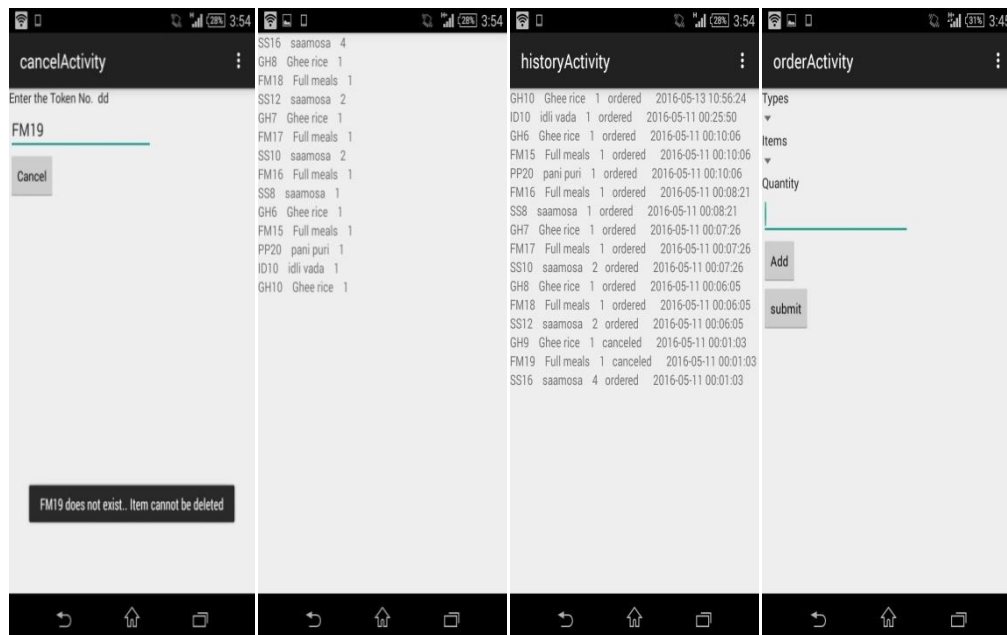 28% 3:54
cancelActivity
Enter the Token No. dd
FM19
Cancel
FM19 does not exist.. Item cannot be deleted
28% 3:54
SS16 saamosa 4
GH8 Ghee rice 1
FM18 Full meals 1
SS12 saamosa 2
GH7 Ghee rice 1
FM17 Full meals 1
SS10 saamosa 2
FM16 Full meals 1
SS8 saamosa 1
GH6 Ghee rice 1
FM15 Full meals 1
PP20 pani puri 1
ID10 idli vada 1
GH10 Ghee rice 1
28% 3:54
historyActivity
GH10 Ghee rice 1 ordered 2016-05-13 10:56:24
ID10 idli vada 1 ordered 2016-05-11 00:25:50
GH6 Ghee rice 1 ordered 2016-05-11 00:10:06
FM15 Full meals 1 ordered 2016-05-11 00:10:06
PP20 pani puri 1 ordered 2016-05-11 00:10:06
FM16 Full meals 1 ordered 2016-05-11 00:08:21
SS8 saamosa 1 ordered 2016-05-11 00:08:21
GH7 Ghee rice 1 ordered 2016-05-11 00:07:26
FM17 Full meals 1 ordered 2016-05-11 00:07:26
SS10 saamosa 2 ordered 2016-05-11 00:07:26
GH8 Ghee rice 1 ordered 2016-05-11 00:06:05
FM18 Full meals 1 ordered 2016-05-11 00:06:05
SS12 saamosa 2 ordered 2016-05-11 00:06:05
GH9 Ghee rice 1 canceled 2016-05-11 00:01:03
FM19 Full meals 1 canceled 2016-05-11 00:01:03
SS16 saamosa 4 ordered 2016-05-11 00:01:03
31% 3:45
orderActivity
Types
Items
Quantity
Add
submit